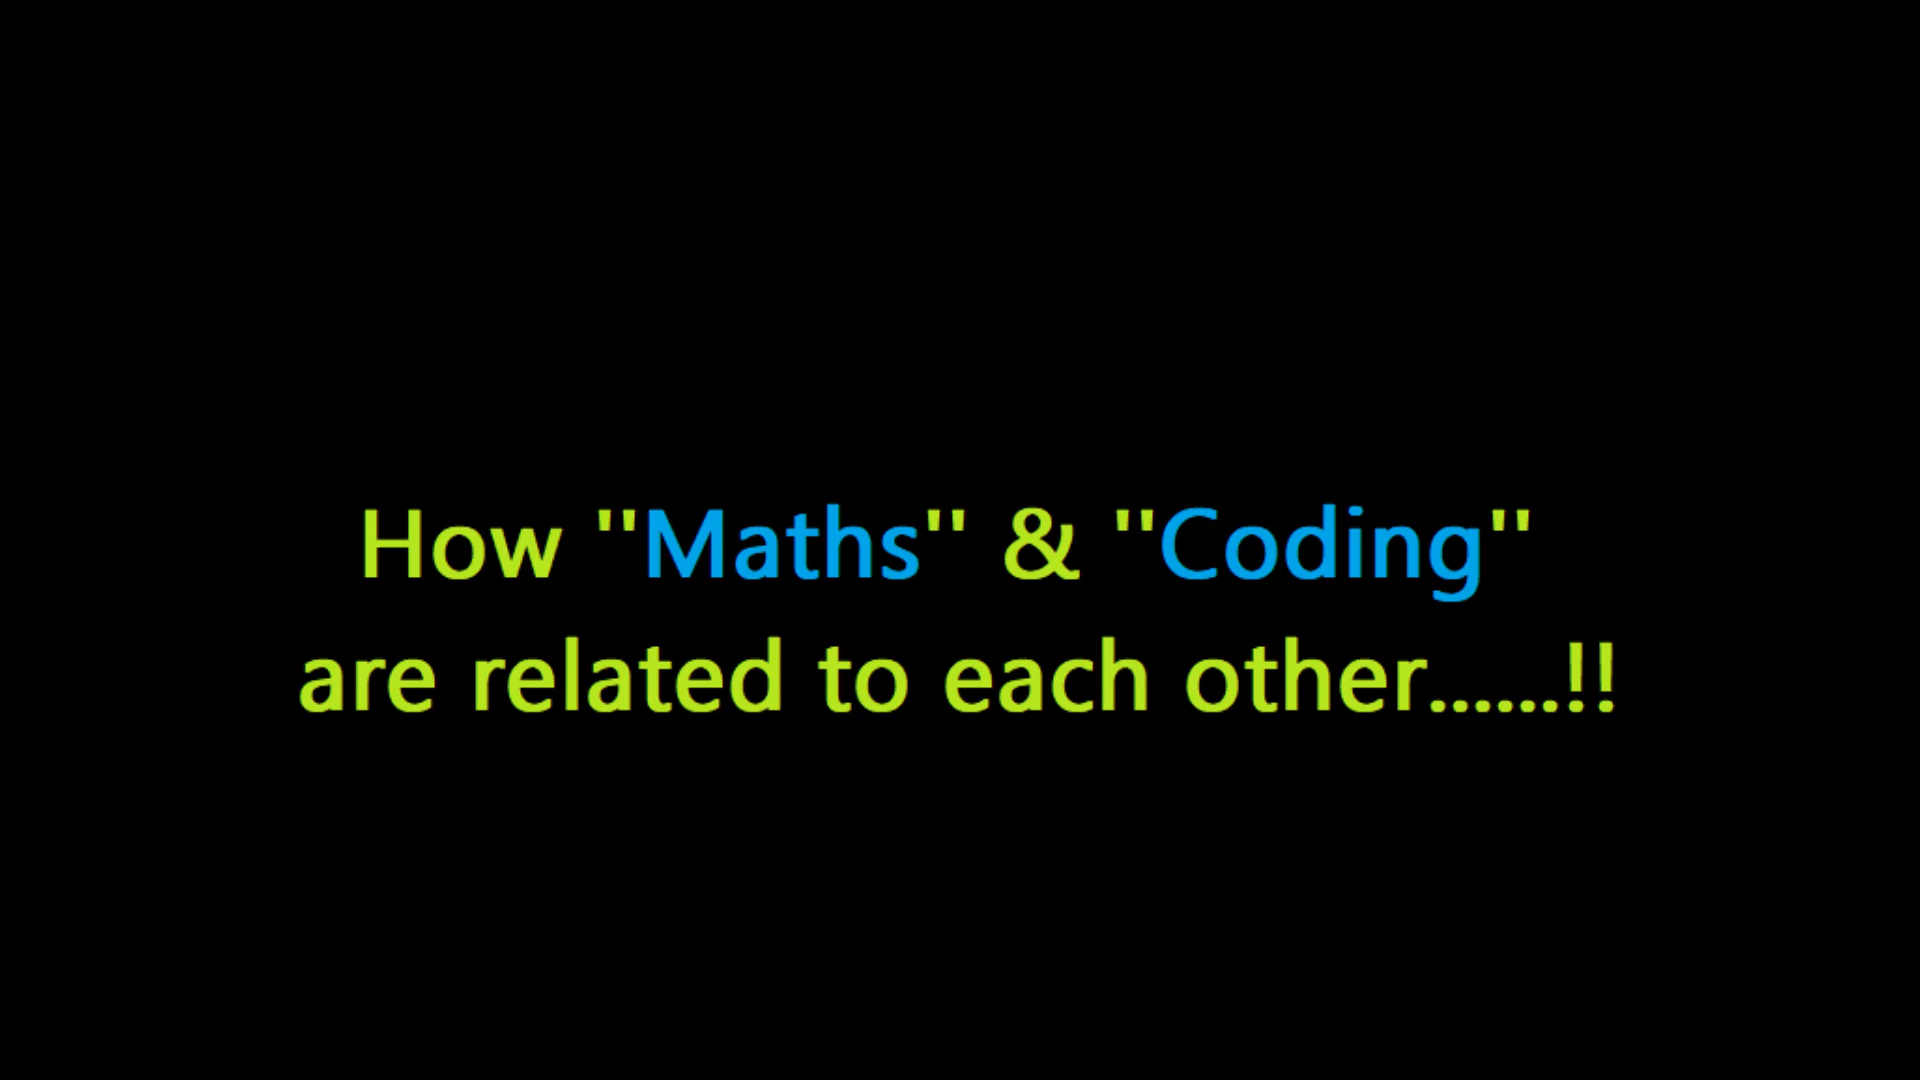 How "Maths" & "Coding"
are related to each other......!!